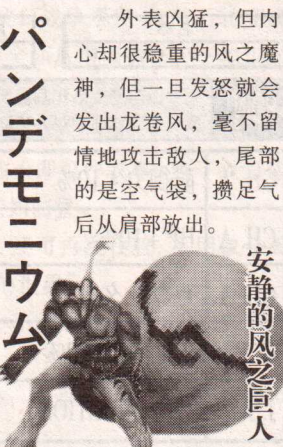 パンデモニウム
外表凶猛，但内
心却很稳重的风之魔
神，但一旦发怒就会
发出龙卷风，毫不留
情地攻击敌人，尾部
的是空气袋，攒足气
后从肩部放出。
安静的风之巨人